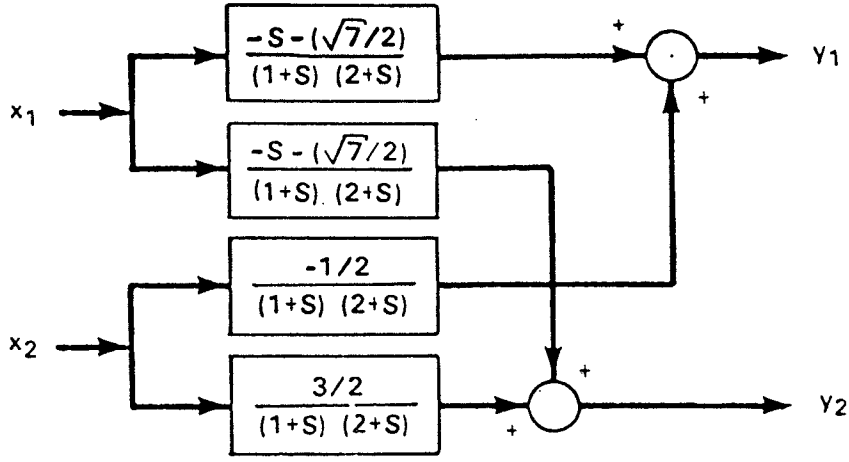 -S-(√7/2)
(1+S) (2+S)
+
y1
x1
+
-S-(√7/2)
(1+S) (2+S)
-1/2
(1+S) (2+S)
x2
+
3/2
(1+S) (2+S)
+
y2